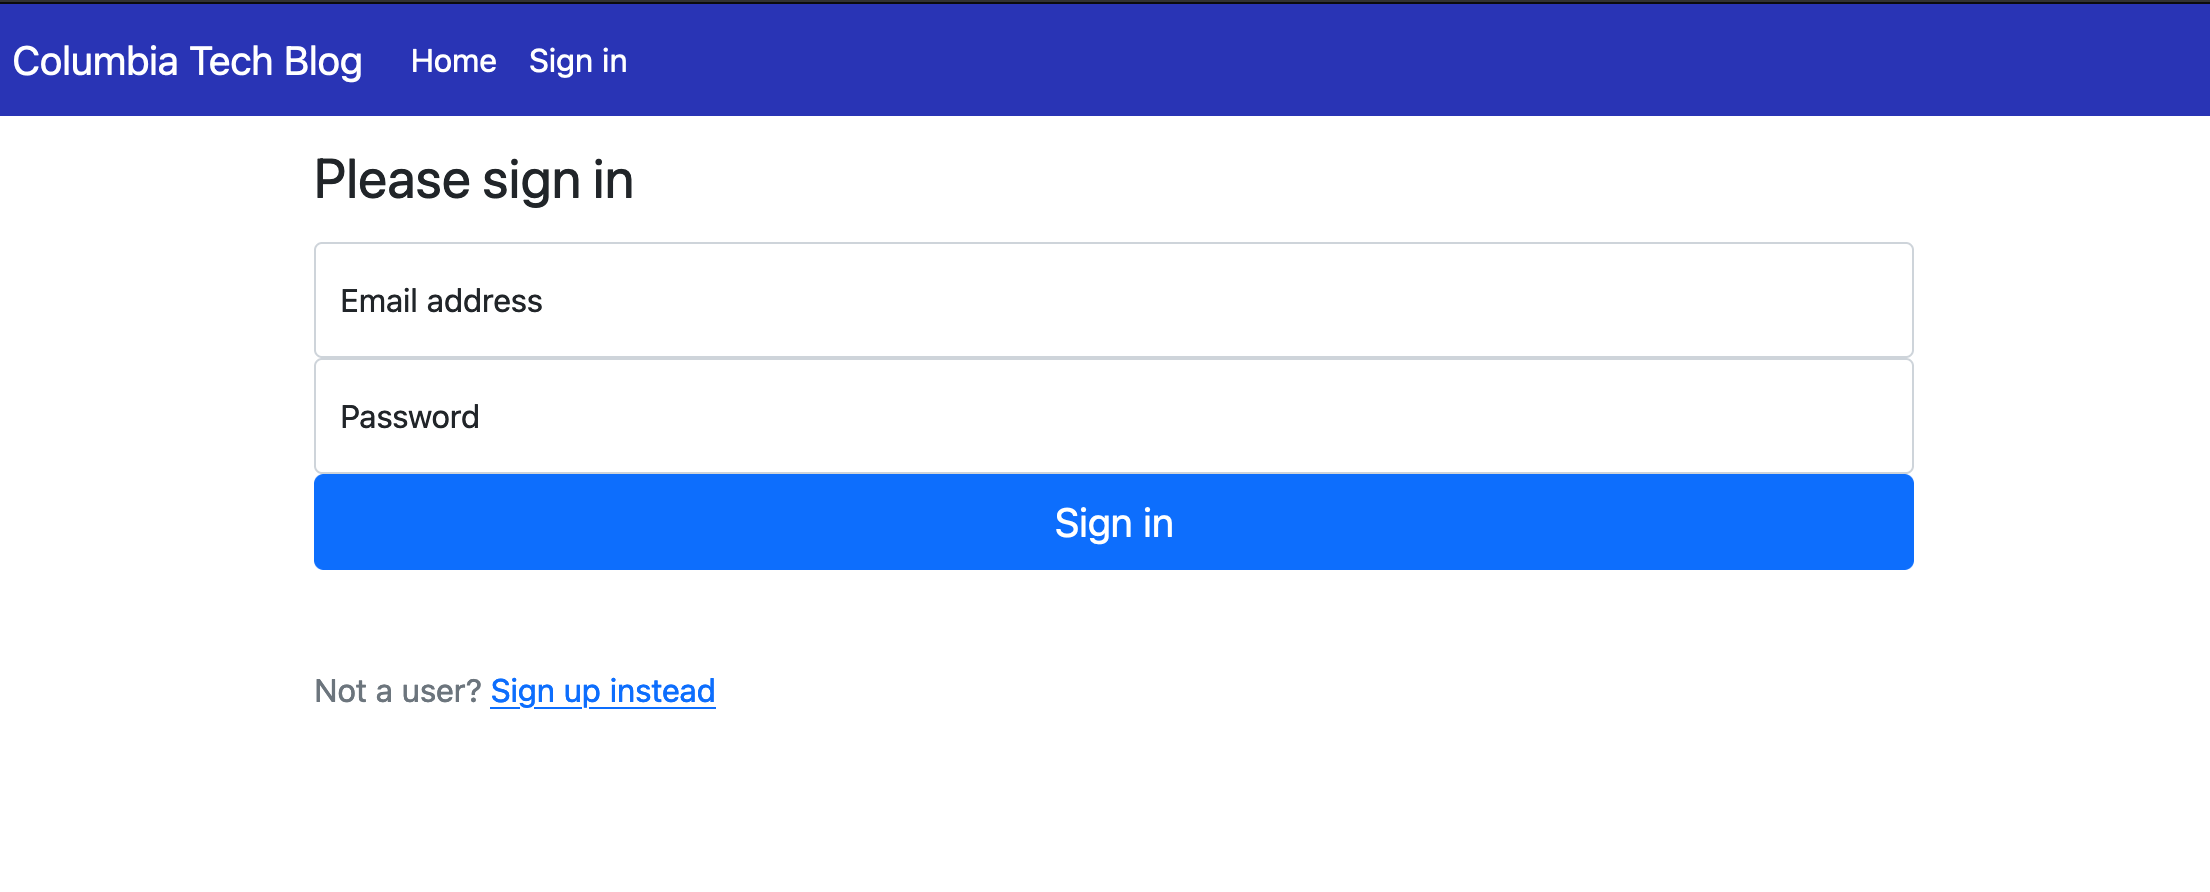 Columbia Tech Blog Home Sign in
Please sign in
Email address
Password
Sign in
Not a user? Sign up instead